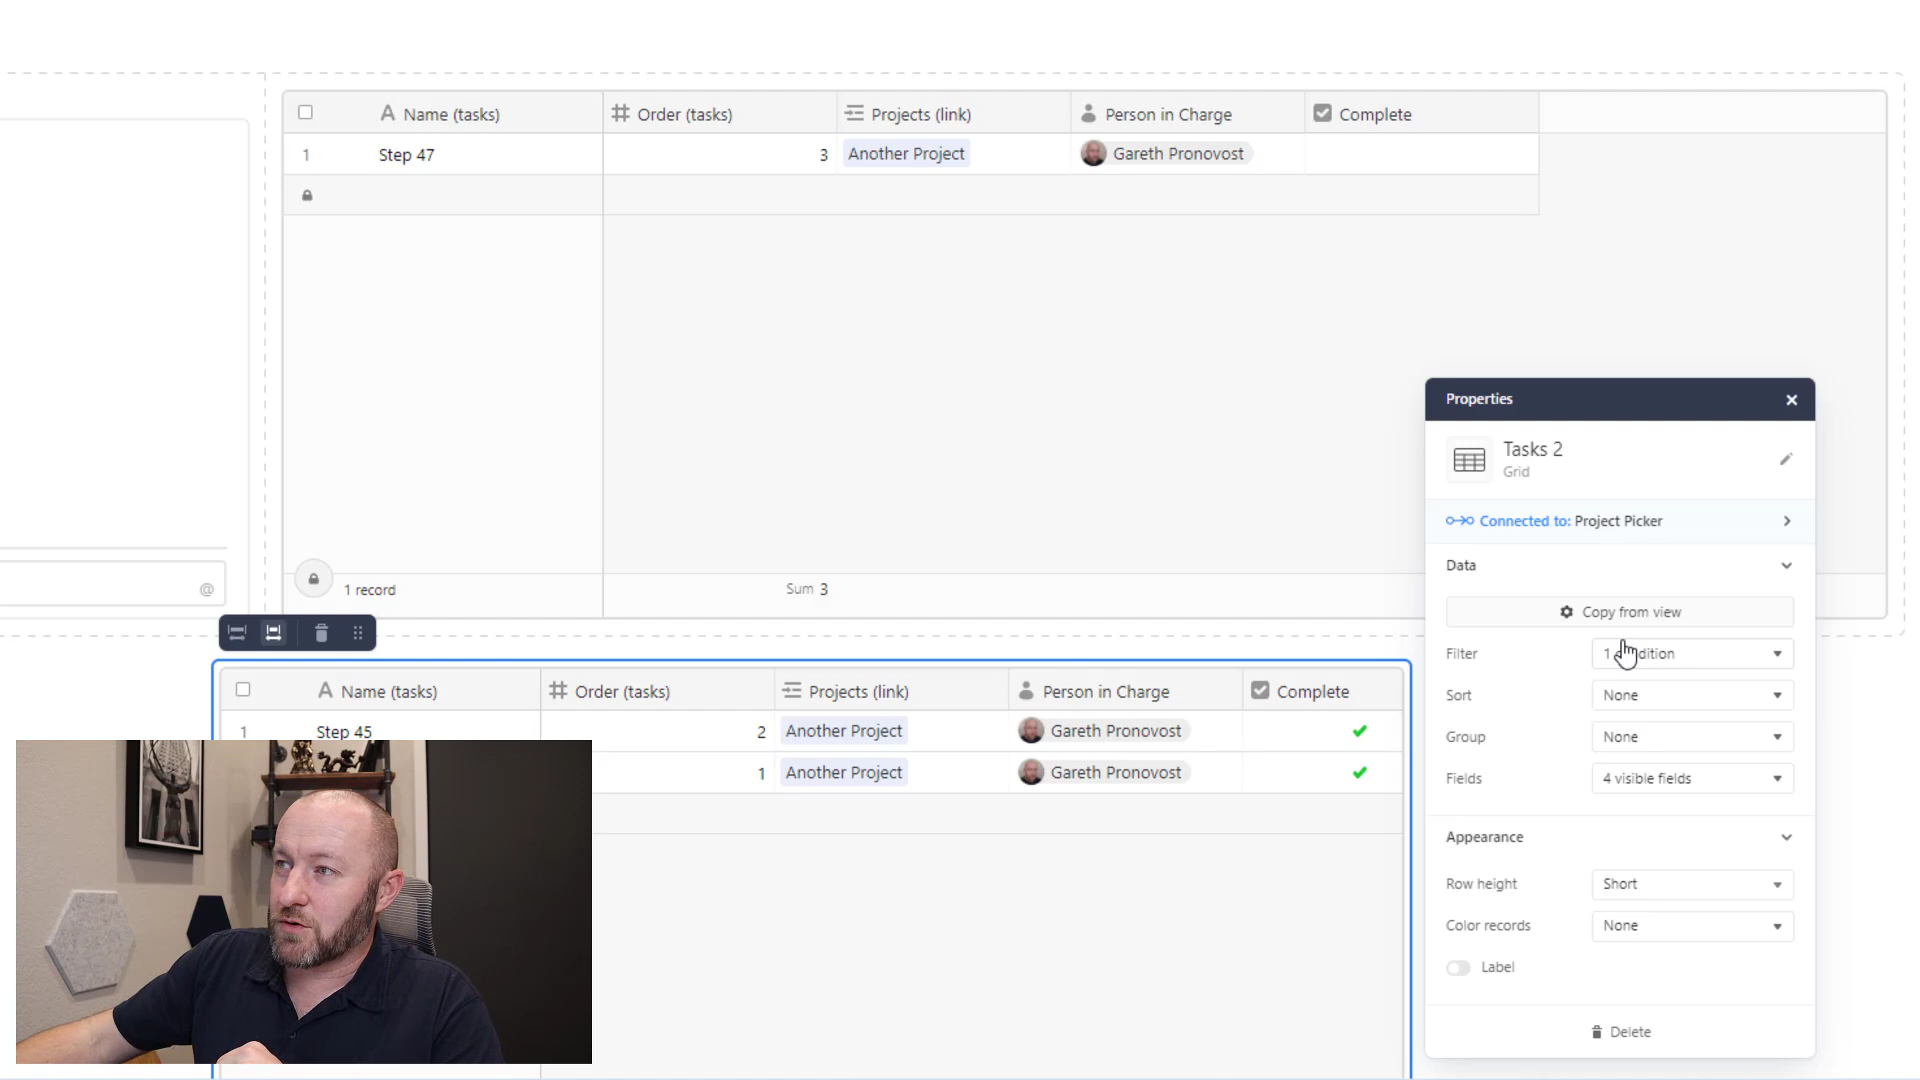 Name (tasks) Order (tasks) Projects (link) Person in Charge Complete
1 Step 47 3 Another Project Gareth Pronovost
1 record Sum 3
@
Name (tasks) Order (tasks) Projects (link) Person in Charge Complete
1 Step 45 2 Another Project Gareth Pronovost
1 Another Project Gareth Pronovost
Properties
Tasks 2
Grid
Connected to: Project Picker
Data
Copy from view
Filter 1
Sort None
Group None
Fields 4 visible fields
Appearance
Row height Short
Color records None
Label
Delete